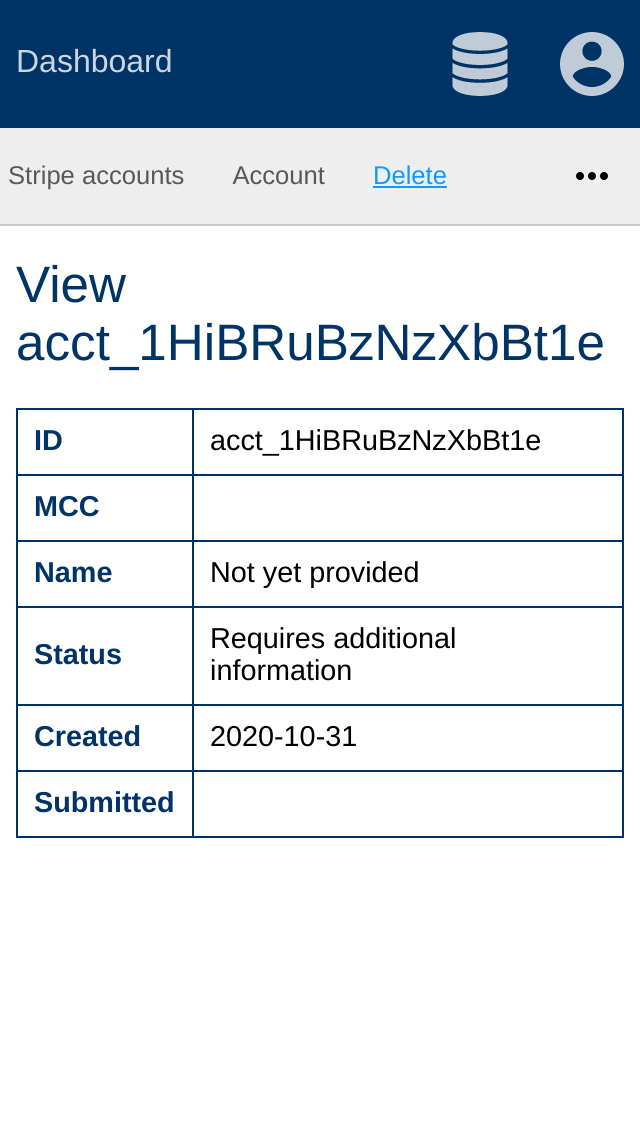 Dashboard
Stripe accounts Account Delete •••
View
acct_1HiBRuBzNzXbBt1e
ID acct_1HiBRuBzNzXbBt1e
MCC
Name Not yet provided
Status Requires additional
information
Created 2020-10-31
Submitted